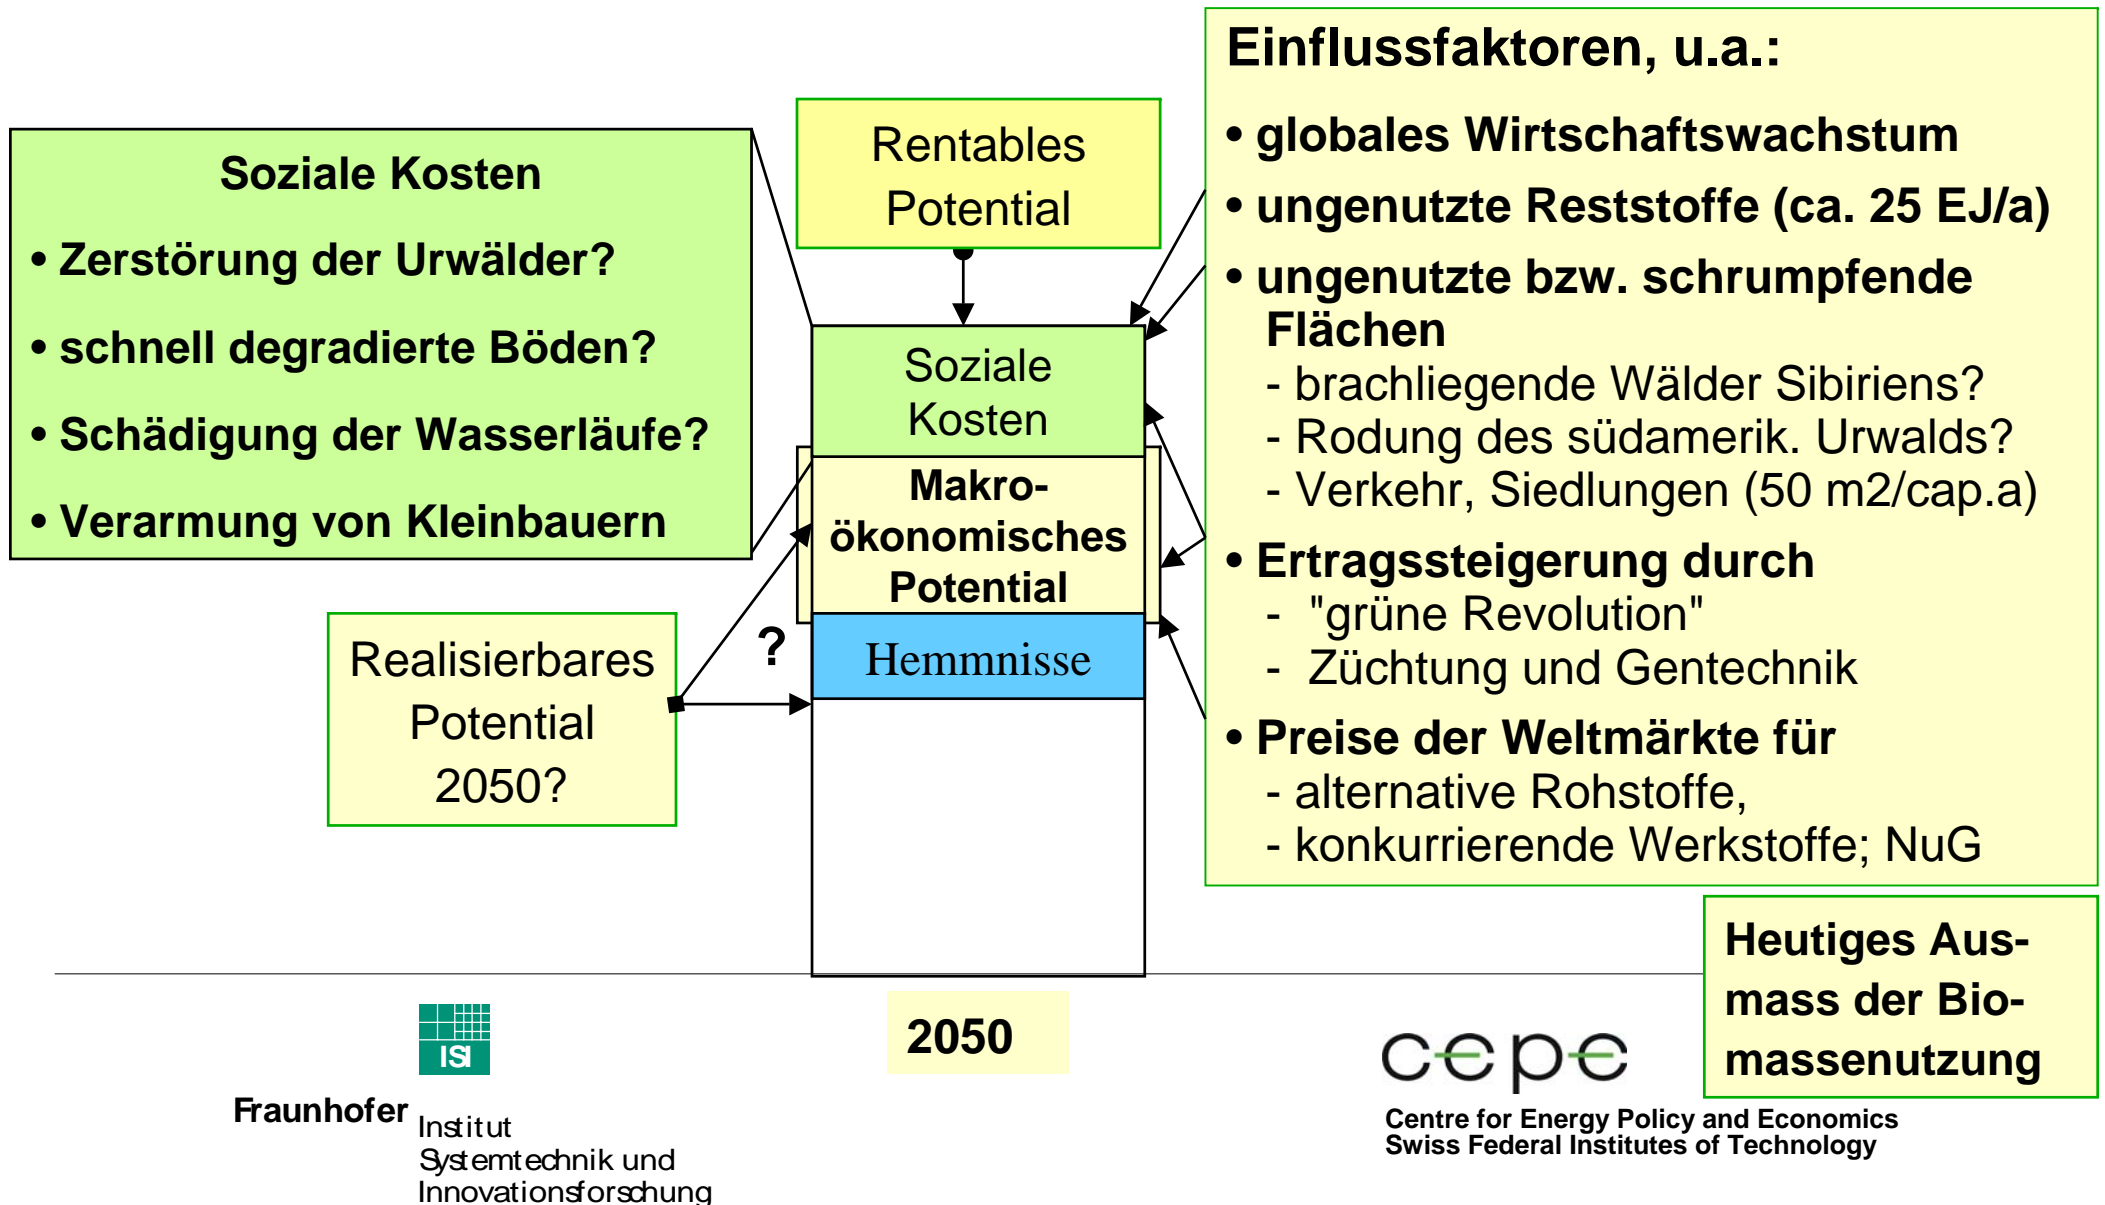 Soziale Kosten
• Zerstörung der Urwälder?
• schnell degradierte Böden?
• Schädigung der Wasserläufe?
• Verarmung von Kleinbauern
Rentables
Potential
Soziale
Kosten
Makro-
ökonomisches
Potential
Hemmnisse
Realisierbares
Potential
2050?
?
Einflussfaktoren, u.a.:
• globales Wirtschaftswachstum
• ungenutzte Reststoffe (ca. 25 EJ/a)
• ungenutzte bzw. schrumpfende
Flächen
- brachliegende Wälder Sibiriens?
- Rodung des südamerik. Urwalds?
- Verkehr, Siedlungen (50 m2/cap.a)
• Ertragssteigerung durch
- "grüne Revolution"
- Züchtung und Gentechnik
• Preise der Weltmärkte für
- alternative Rohstoffe,
- konkurrierende Werkstoffe; NuG
Heutiges Aus-
mass der Bio-
massenutzung
2050
ISI
Fraunhofer
Institut
Systemtechnik und
Innovationsforschung
cepe
Centre for Energy Policy and Economics
Swiss Federal Institutes of Technology